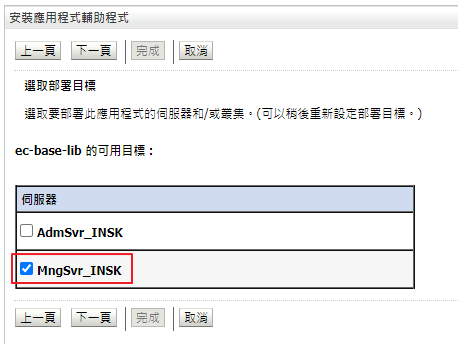 安裝應用程式輔助程式
上一頁 下一頁 完成 取消
選取部署目標
選取要部署此應用程式的伺服器和/或叢集。(可以稍後重新設定部署目標。)
ec-base-lib 的可用目標：
伺服器
AdmSvr_INSK
MngSvr_INSK
上一頁 下一頁 完成 取消